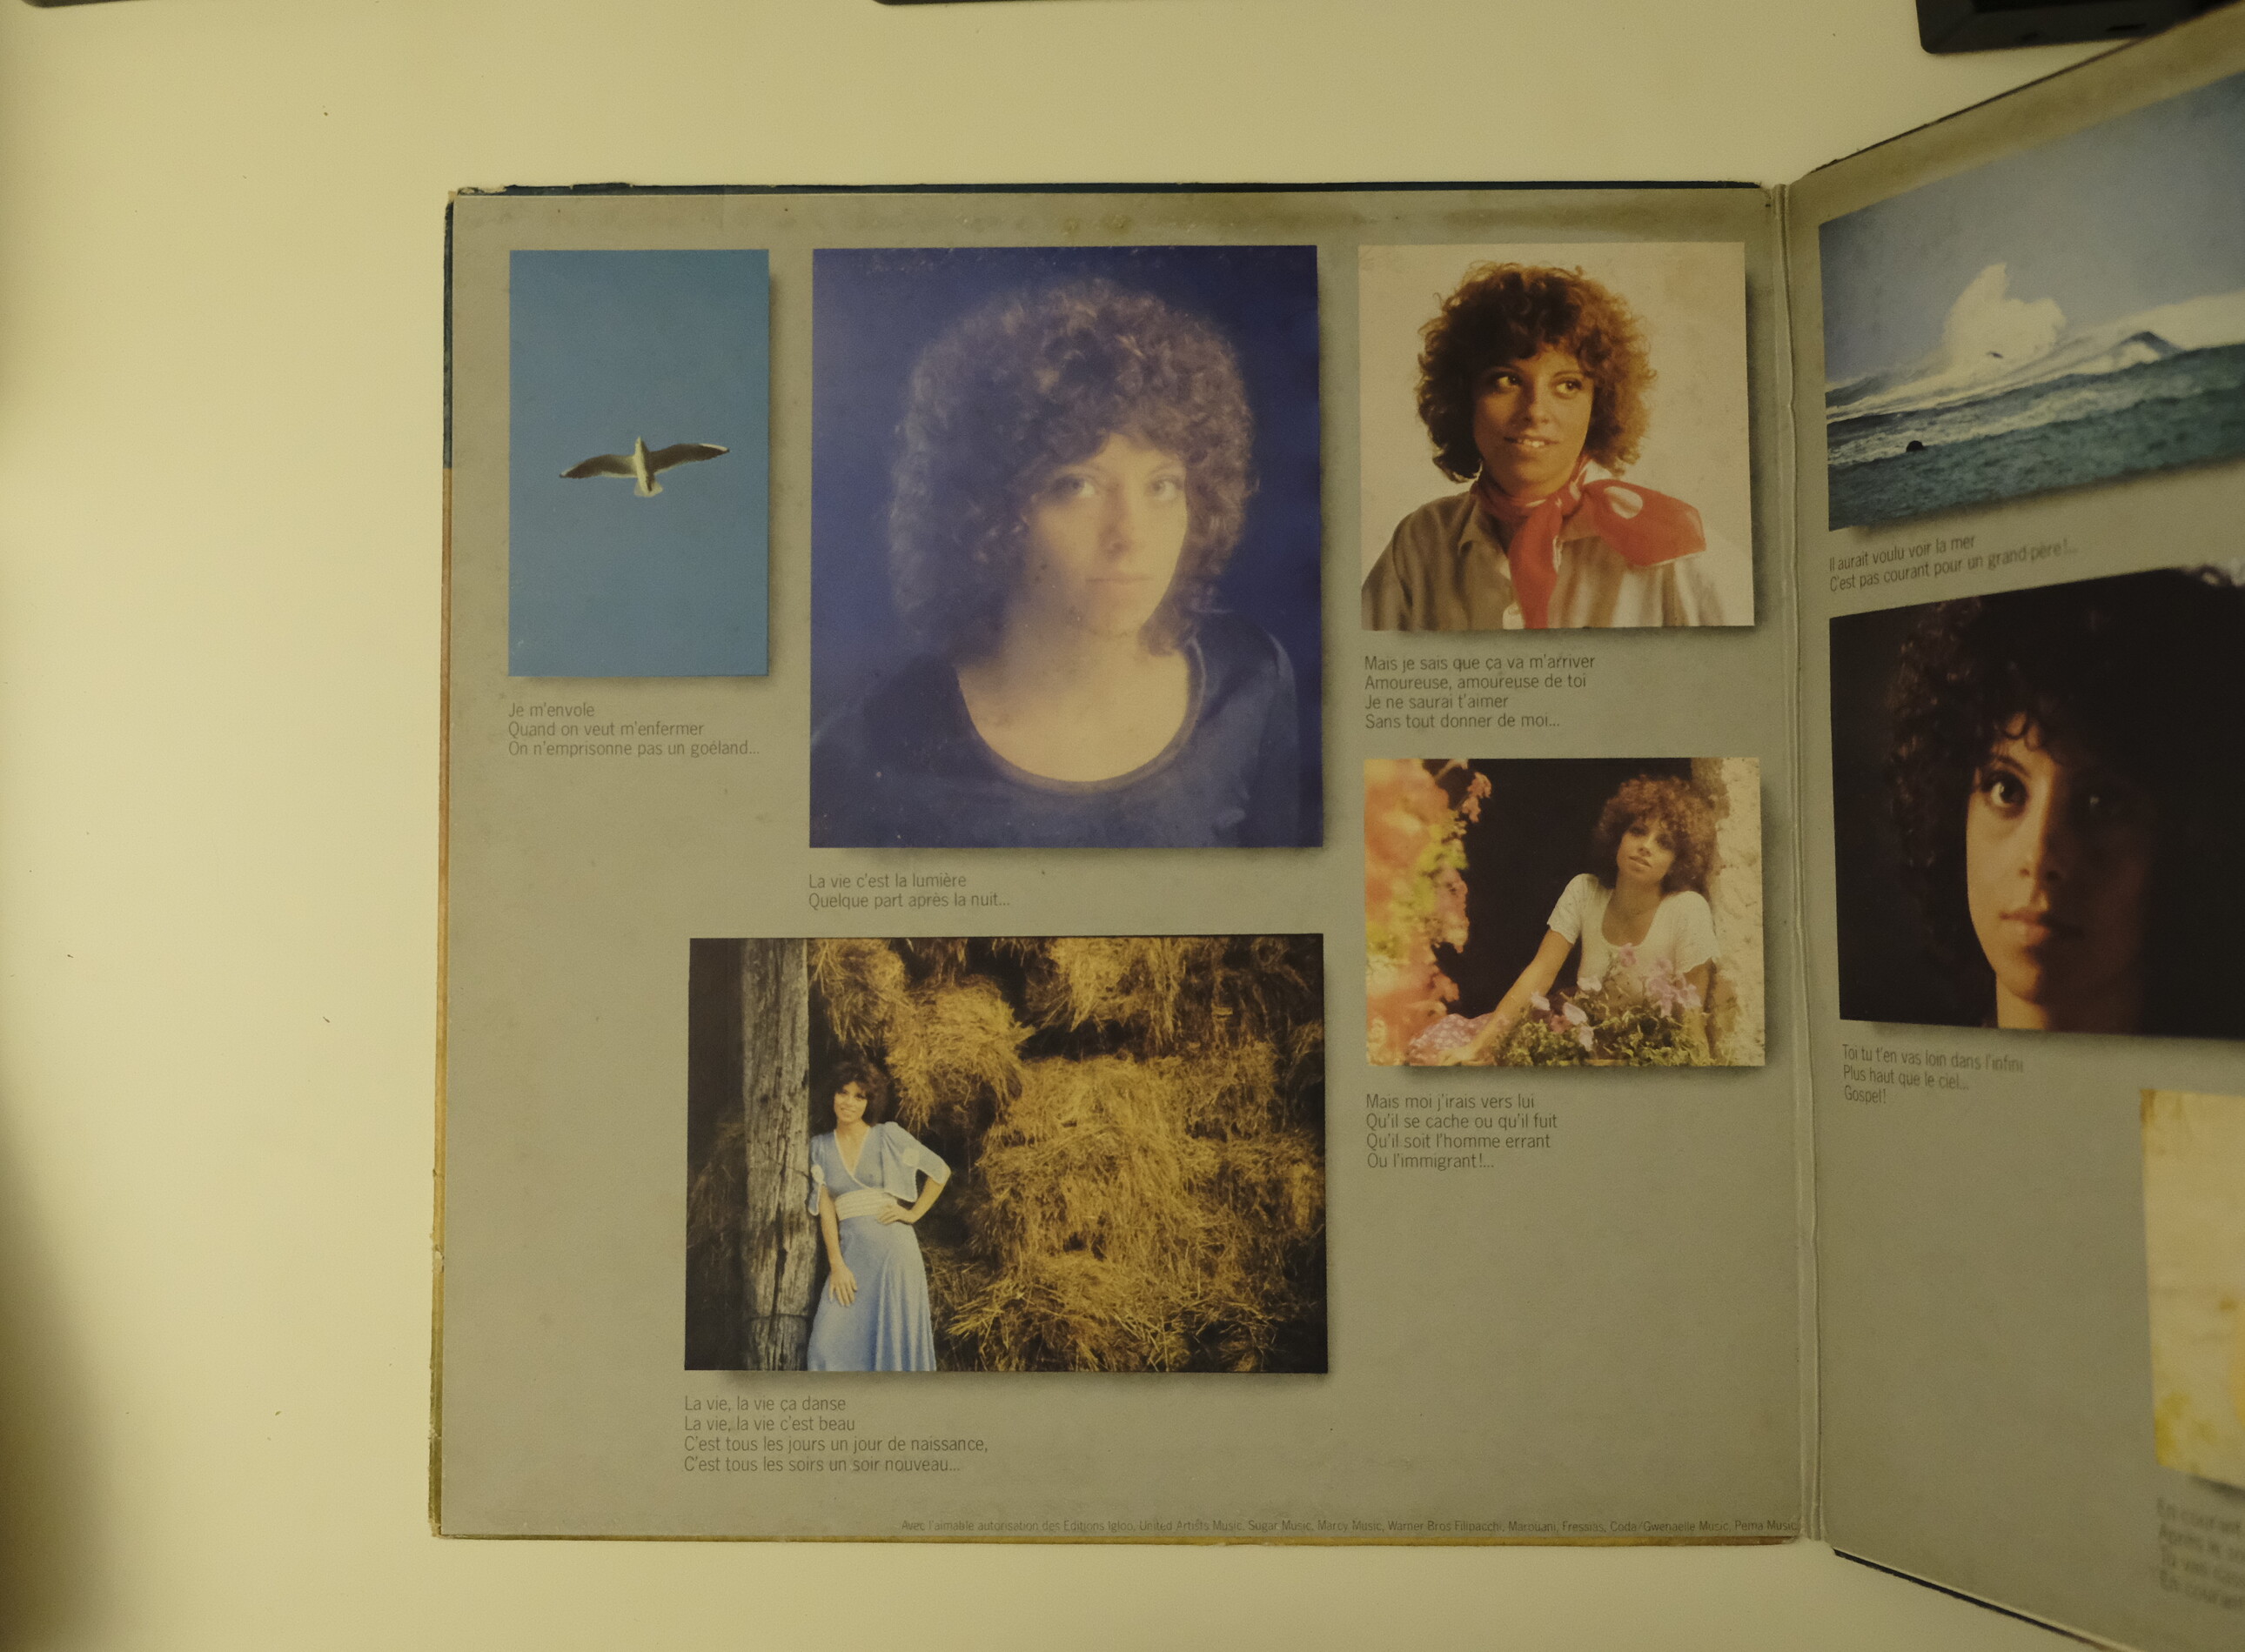 Je m'envole
Quand on veut m'enfermer
On n'emprisonne pas un goéland...
La vie c'est la lumière
Quelque part après la nuit...
Mais je sais que ça va m'arriver
Amoureuse, amoureuse de toi
Je ne saurai t'aimer
Sans tout donner de moi...
Mais moi j'irais vers lui
Qu'il se cache ou qu'il fuit
Qu'il soit l'homme errant
Ou l'immigrant!...
La vie, la vie ça danse
La vie, la vie c'est beau
C'est tous les jours un jour de naissance,
C'est tous les soirs un soir nouveau...
Avec l'aimable autorisation des Editions Igloo, United Artists Music, Sugar Music, Marcy Music, Warner Bros Filipacchi, Marouani, Coda/Gwenaelle Music, Pema Music
Il aurait voulu voir la mer
C'est pas courant pour un grand-père!...
Toi tu t'en vas loin dans l'infini
Plus haut que le ciel...
Gospel!
En courant
Après le
Tu vas
En courant